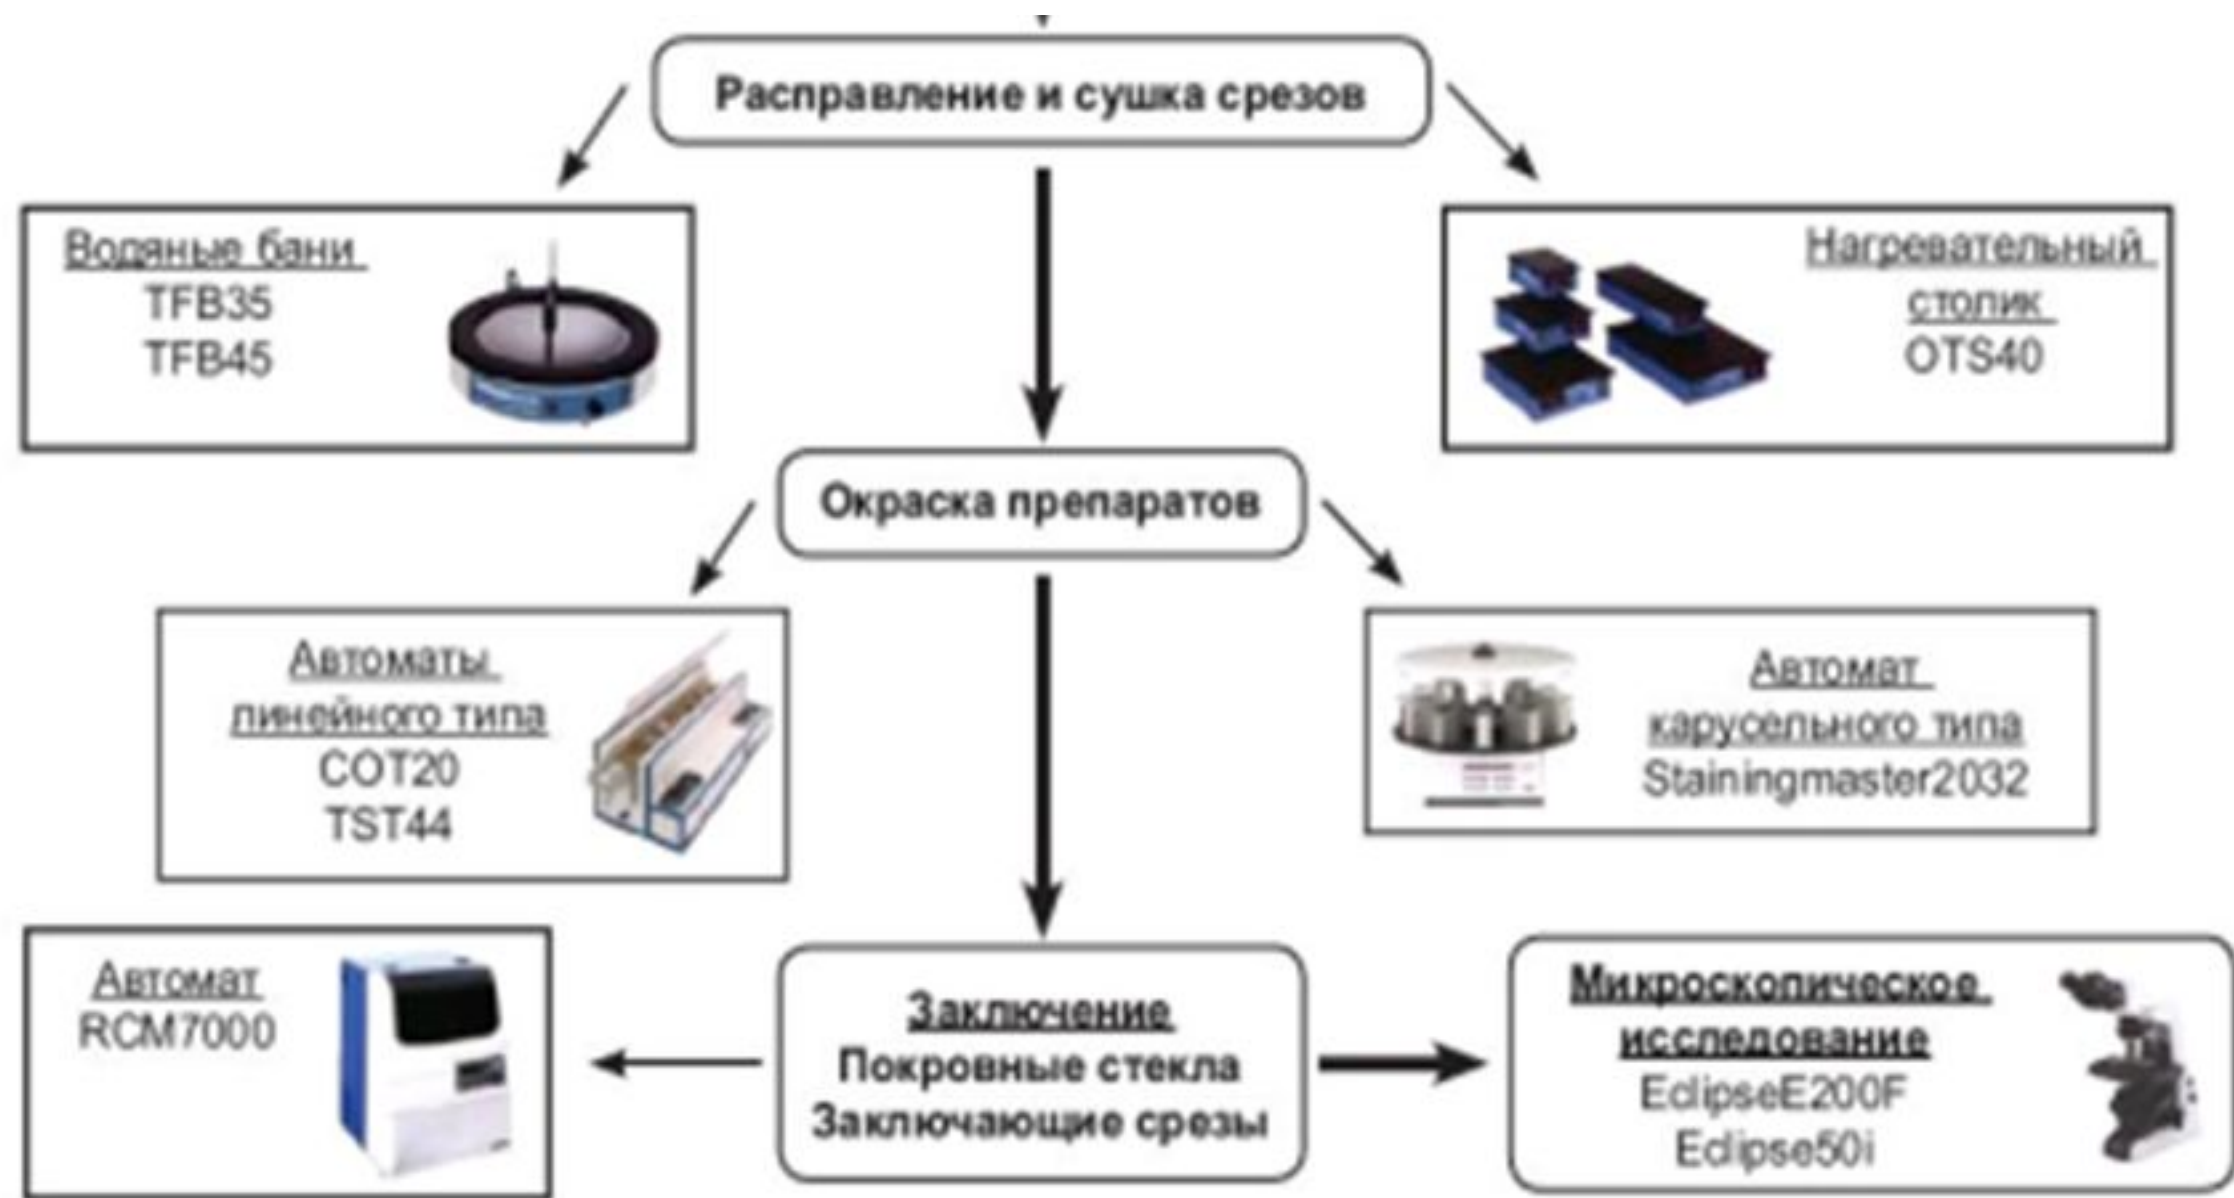 Расправление и сушка срезов
Водяные бани
TFB35
TFB45
Нагревательный
столик
OTS40
Окраска препаратов
Автоматы
линейного типа
COT20
TST44
Автомат
карусельного типа
Stainingmaster2032
Автомат
RCM7000
Заключение
Покровные стекла
Заключающие срезы
Микроскопическое
исследование
EclipseE200F
Eclipse50i